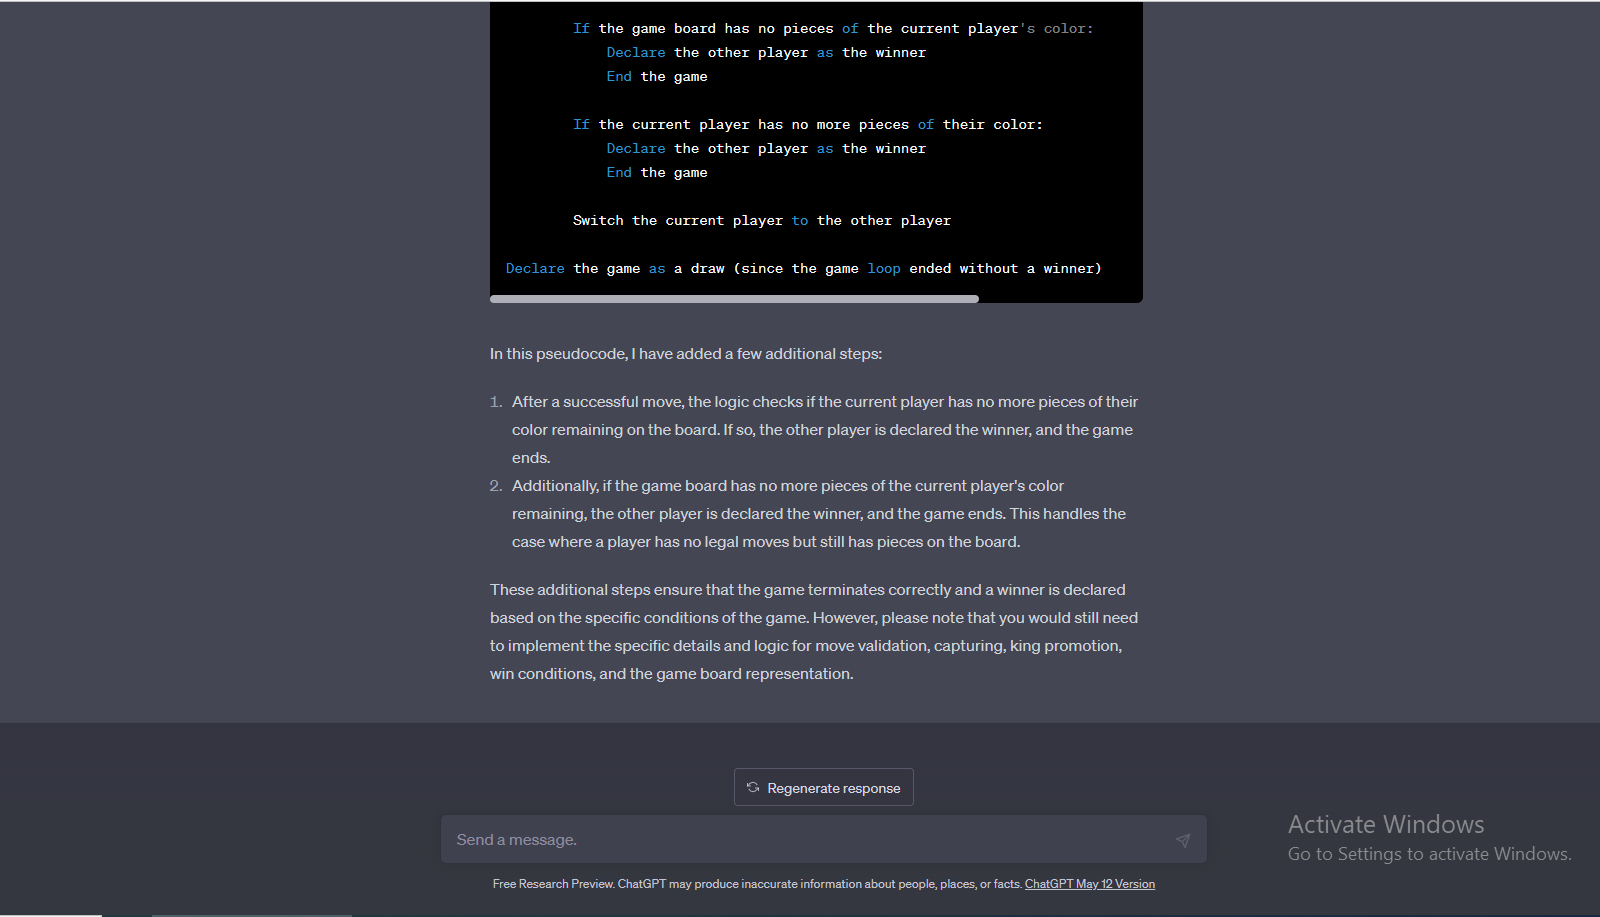 If the game board has no pieces of the current player's color:
Declare the other player as the winner
End the game
If the current player has no more pieces of their color:
Declare the other player as the winner
End the game
Switch the current player to the other player
Declare the game as a draw (since the game loop ended without a winner)
In this pseudocode, I have added a few additional steps:
1. After a successful move, the logic checks if the current player has no more pieces of their
color remaining on the board. If so, the other player is declared the winner, and the game
ends.
2. Additionally, if the game board has no more pieces of the current player's color
remaining, the other player is declared the winner, and the game ends. This handles the
case where a player has no legal moves but still has pieces on the board.
These additional steps ensure that the game terminates correctly and a winner is declared
based on the specific conditions of the game. However, please note that you would still need
to implement the specific details and logic for move validation, capturing, king promotion,
win conditions, and the game board representation.
Regenerate response
Send a message.
Free Research Preview. ChatGPT may produce inaccurate information about people, places, or facts. ChatGPT May 12 Version
Activate Windows
Go to Settings to activate Windows.